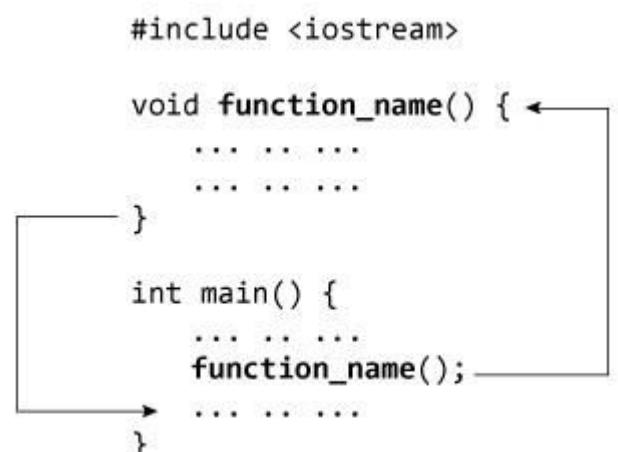 #include <iostream>
void function_name() {
... .. ...
... .. ...
}
int main() {
... .. ...
function_name();
... .. ...
}